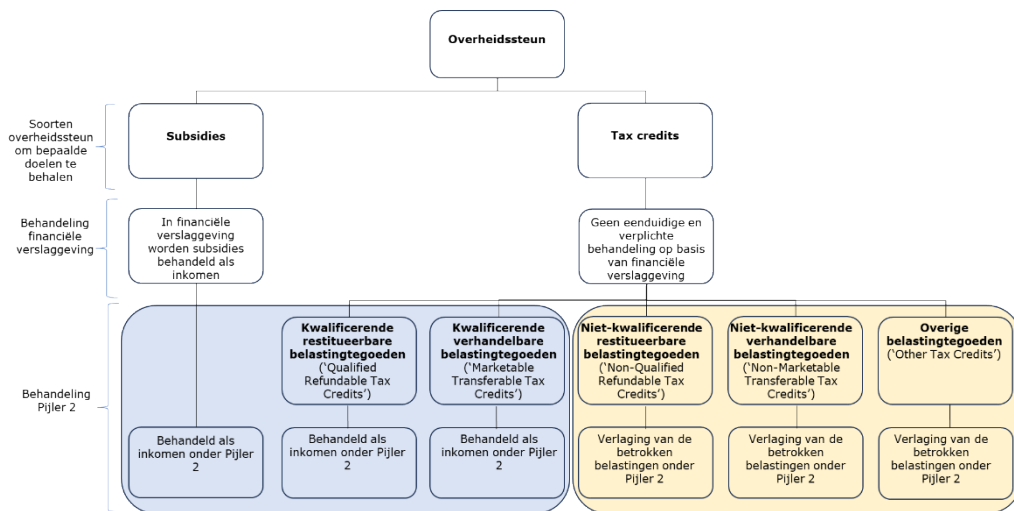 Overheidssteun
Soorten
overheidssteun
om bepaalde
doelen te
behalen
Subsidies
Tax credits
Behandeling
financiële
verslaggeving
In financiële
verslaggeving
worden subsidies
behandeld als
inkomen
Geen eenduidige en
verplichte
behandeling op basis
van financiële
verslaggeving
Behandeling
Pijler 2
Kwalificerende
restitueerbare
belastingtegoeden
(‘Qualified
Refundable Tax
Credits’)
Kwalificerende
verhandelbare
belastingtegoeden
(‘Marketable
Transferable Tax
Credits’)
Niet-kwalificerende
restitueerbare
belastingtegoeden
(‘Non-Qualified
Refundable Tax
Credits’)
Niet-kwalificerende
verhandelbare
belastingtegoeden
(‘Non-Marketable
Transferable Tax
Credits’)
Overige
belastingtegoeden
(‘Other Tax Credits’)
Behandeld als
inkomen onder Pijler
2
Behandeld als
inkomen onder Pijler
2
Behandeld als
inkomen onder Pijler
2
Verlaging van de
betrokken
belastingen onder
Pijler 2
Verlaging van de
betrokken
belastingen onder
Pijler 2
Verlaging van de
betrokken
belastingen onder
Pijler 2